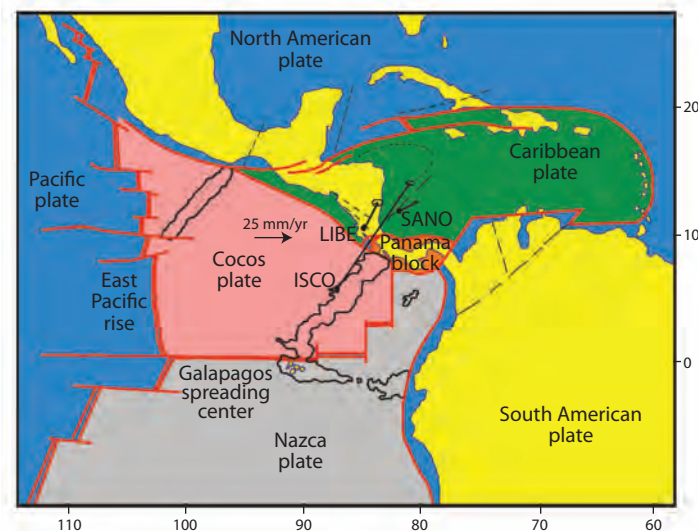 North American
plate
20
Caribbean
plate
Pacific
plate
25 mm/yr
LIBE
SANO
10
Panama
block
Cocos
plate
ISCO
East
Pacific
rise
Galapagos
spreading
center
0
South American
plate
Nazca
plate
110 100 90 80 70 60